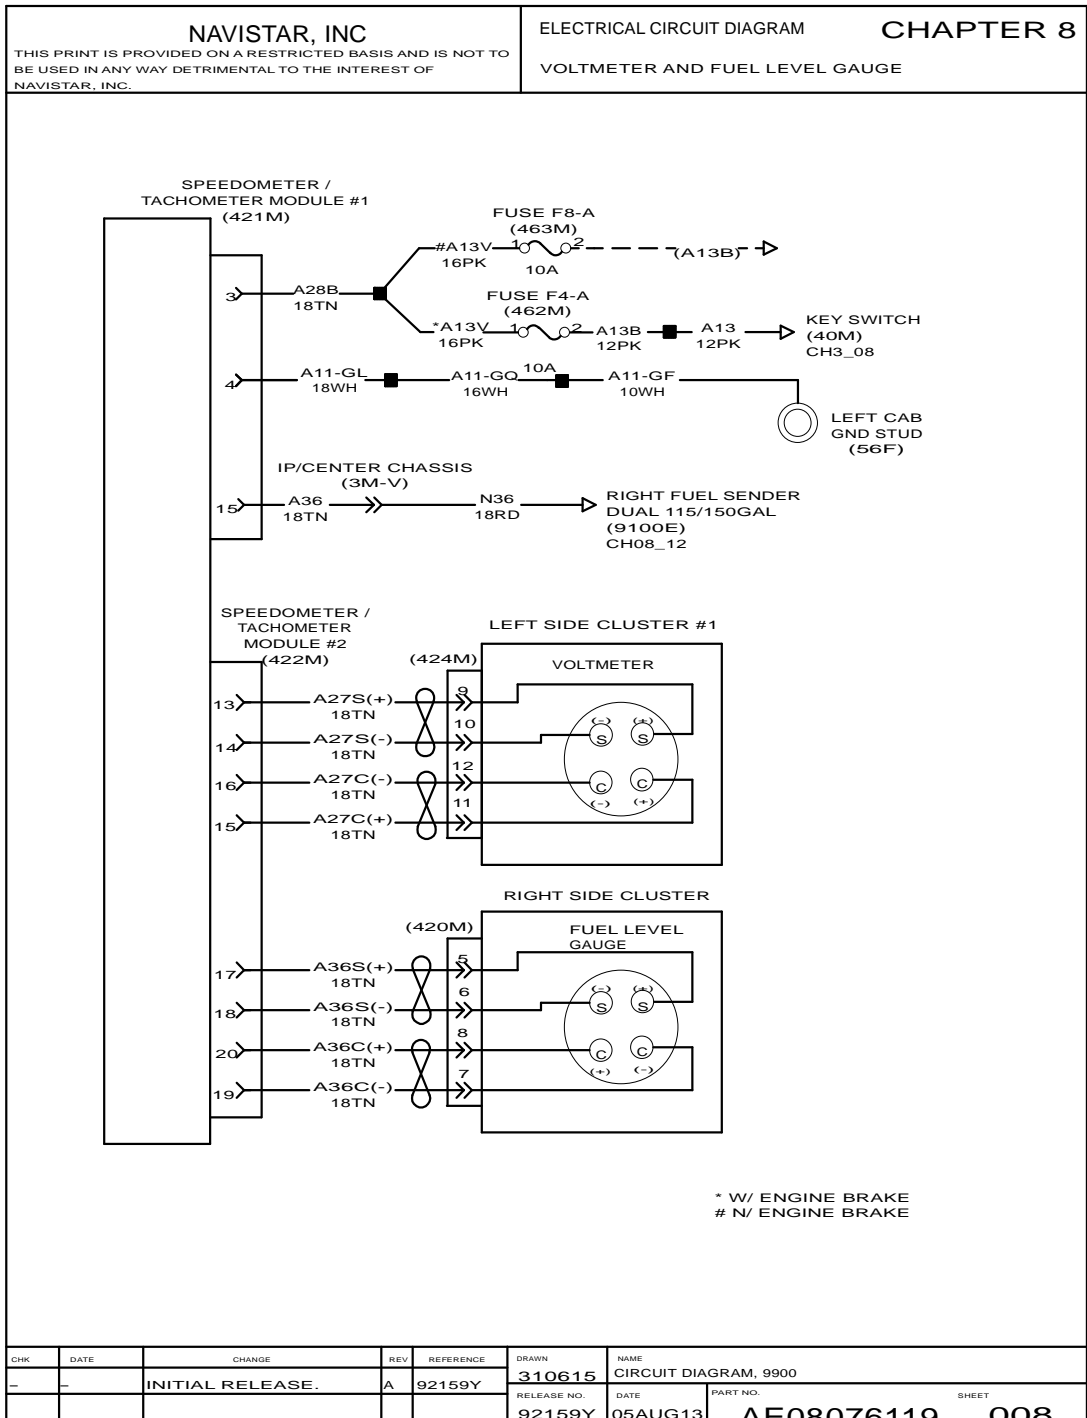 NAVISTAR, INC
THIS PRINT IS PROVIDED ON A RESTRICTED BASIS AND IS NOT TO
BE USED IN ANY WAY DETRIMENTAL TO THE INTEREST OF
NAVISTAR, INC.
ELECTRICAL CIRCUIT DIAGRAM
CHAPTER 8
VOLTMETER AND FUEL LEVEL GAUGE
SPEEDOMETER /
TACHOMETER MODULE #1
(421M)
FUSE F8-A
(463M)
#A13V
16PK
1
2
10A
(A13B)
3
A28B
18TN
FUSE F4-A
(462M)
*A13V
16PK
1
2
10A
A13B
12PK
A13
12PK
KEY SWITCH
(40M)
CH3_08
4
A11-GL
18WH
A11-GQ
16WH
A11-GF
10WH
LEFT CAB
GND STUD
(56F)
IP/CENTER CHASSIS
(3M-V)
15
A36
18TN
N36
18RD
RIGHT FUEL SENDER
DUAL 115/150GAL
(9100E)
CH08_12
SPEEDOMETER /
TACHOMETER
MODULE #2
(422M)
(424M)
LEFT SIDE CLUSTER #1
VOLTMETER
13
A27S(+)
18TN
9
14
A27S(-)
18TN
10
16
A27C(-)
18TN
12
15
A27C(+)
18TN
11
(-) (+)
S S
C C
(-) (+)
RIGHT SIDE CLUSTER
(420M)
FUEL LEVEL
GAUGE
17
A36S(+)
18TN
5
18
A36S(-)
18TN
6
20
A36C(+)
18TN
8
19
A36C(-)
18TN
7
(-) (+)
S S
C C
(+) (-)
* W/ ENGINE BRAKE
# N/ ENGINE BRAKE
CHK DATE CHANGE REV REFERENCE
– – INITIAL RELEASE. A 92159Y
DRAWN
310615
NAME
CIRCUIT DIAGRAM, 9900
RELEASE NO.
92159Y
DATE
05AUG13
PART NO.
AE08076119
SHEET
008